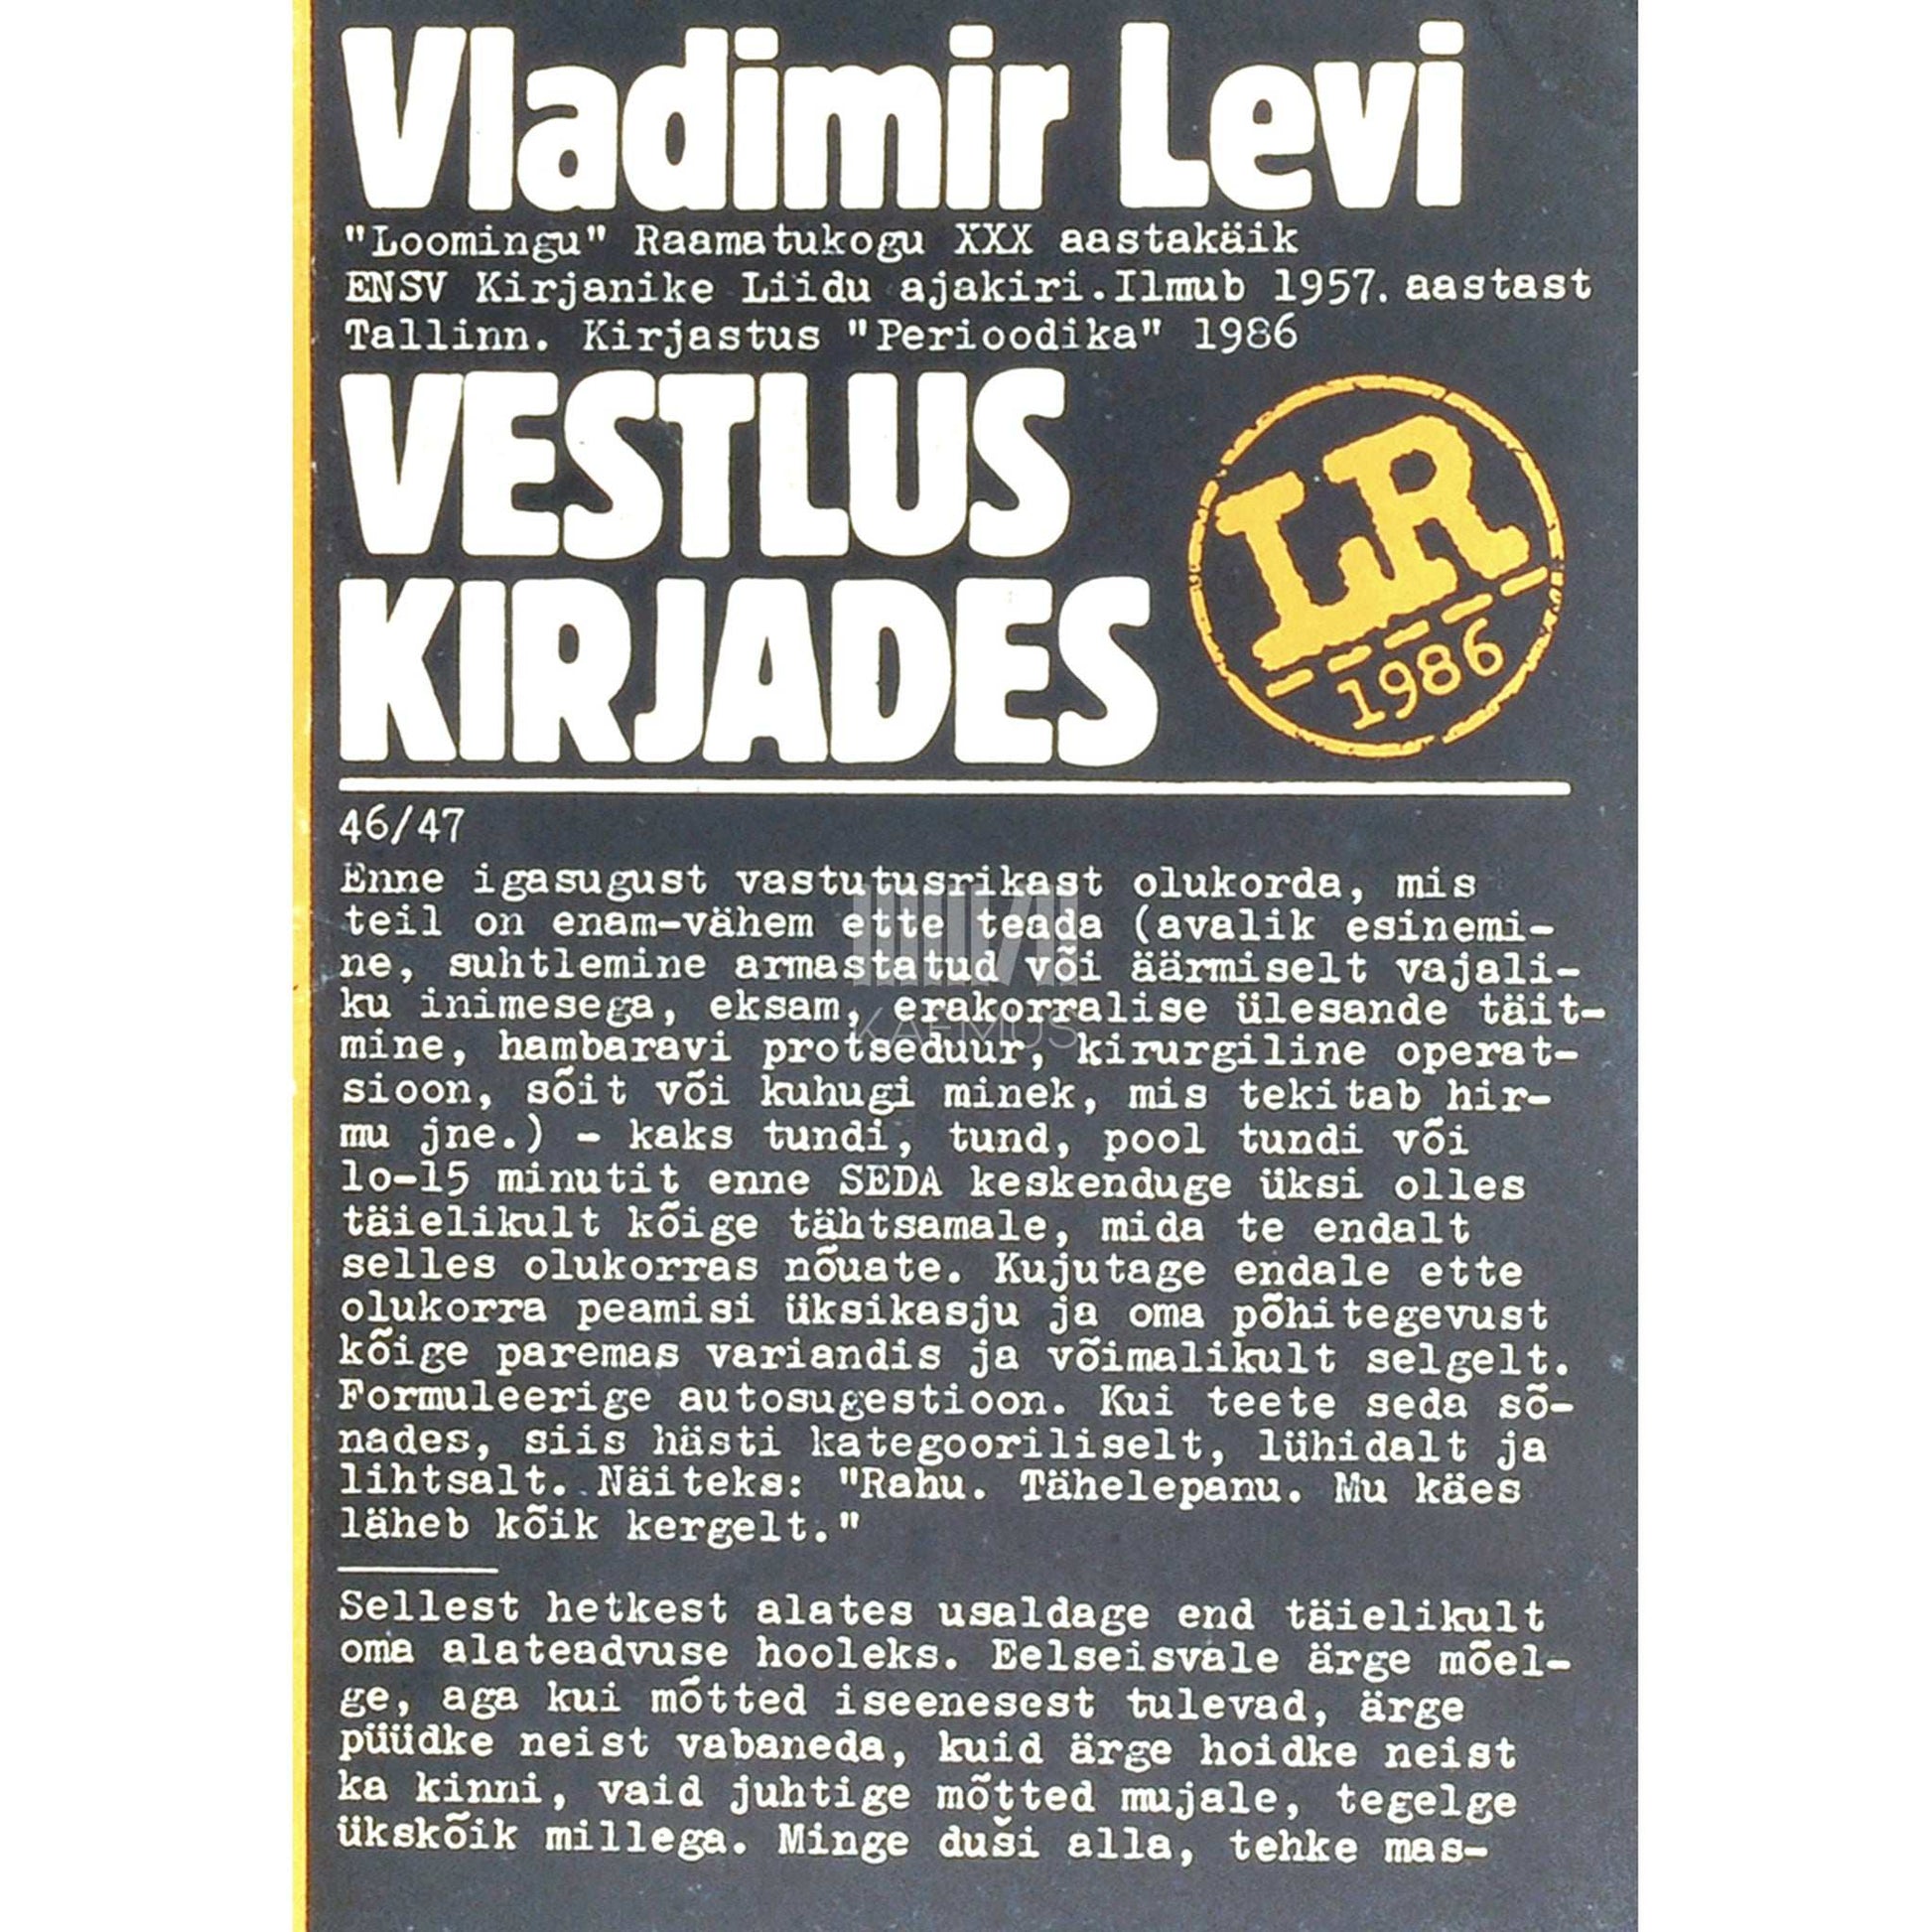 Vladimir Levi
"Loomingu" Raamatukogu XXX aastakäik
ENSV Kirjanike Liidu ajakiri. Ilmub 1957. aastast
Tallinn. Kirjastus "Perioodika" 1986
VESTLUS
KIRJADES
LR
1986
46/47
Enne igasugust vastutusrikast olukorda, mis
teil on enam-vähem ette teada (avalik esinemi-
ne, suhtlemine armastatud või äärmiselt vajali-
ku inimesega, eksam, erakorralise ülesande täit-
mine, hambaravi protseduur, kirurgiline operat-
sioon, sõit või kuhugi minek, mis tekitab hir-
mu jne.) - kaks tundi, tund, pool tundi või
lo-15 minutit enne SEDA keskenduge üksi olles
täielikult kõige tähtsamale, mida te endalt
selles olukorras nõuate. Kujutage endale ette
olukorra peamisi üksikasju ja oma põhitegevust
kõige paremas variandis ja võimalikult selgelt.
Formuleerige autosugestioon. Kui teete seda sõ-
nades, siis hästi kategooriliselt, lühidalt ja
lihtsalt. Näiteks: "Rahu. Tähelepanu. Mu käes
läheb kõik kergelt."
Sellest hetkest alates usaldage end täielikult
oma alateadvuse hooleks. Eelseisvale ärge mõel-
ge, aga kui mõtted iseenesest tulevad, ärge
püüdke neist vabaneda, kuid ärge hoidke neist
ka kinni, vaid juhtige mõtted mujale, tegelge
ükskõik millega. Minge duši alla, tehke mas-
KAEMUS